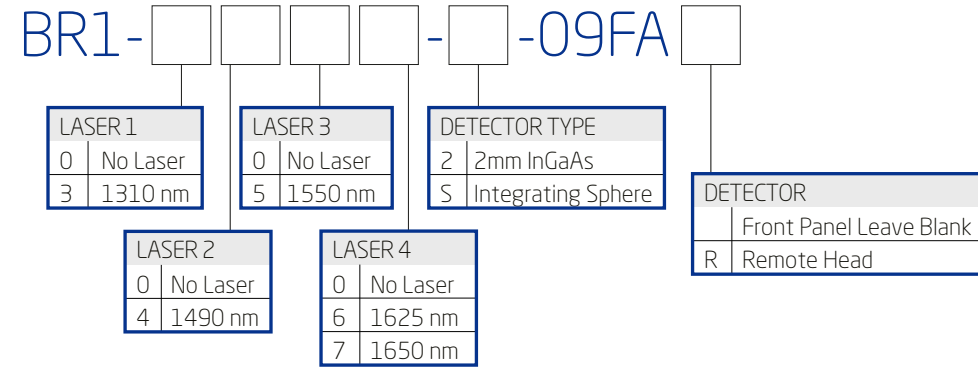 BR1- - -09FA
LASER 1
0 No Laser
3 1310 nm
LASER 2
0 No Laser
4 1490 nm
LASER 3
0 No Laser
5 1550 nm
LASER 4
0 No Laser
6 1625 nm
7 1650 nm
DETECTOR TYPE
2 2mm InGaAs
S Integrating Sphere
DETECTOR
Front Panel Leave Blank
R Remote Head